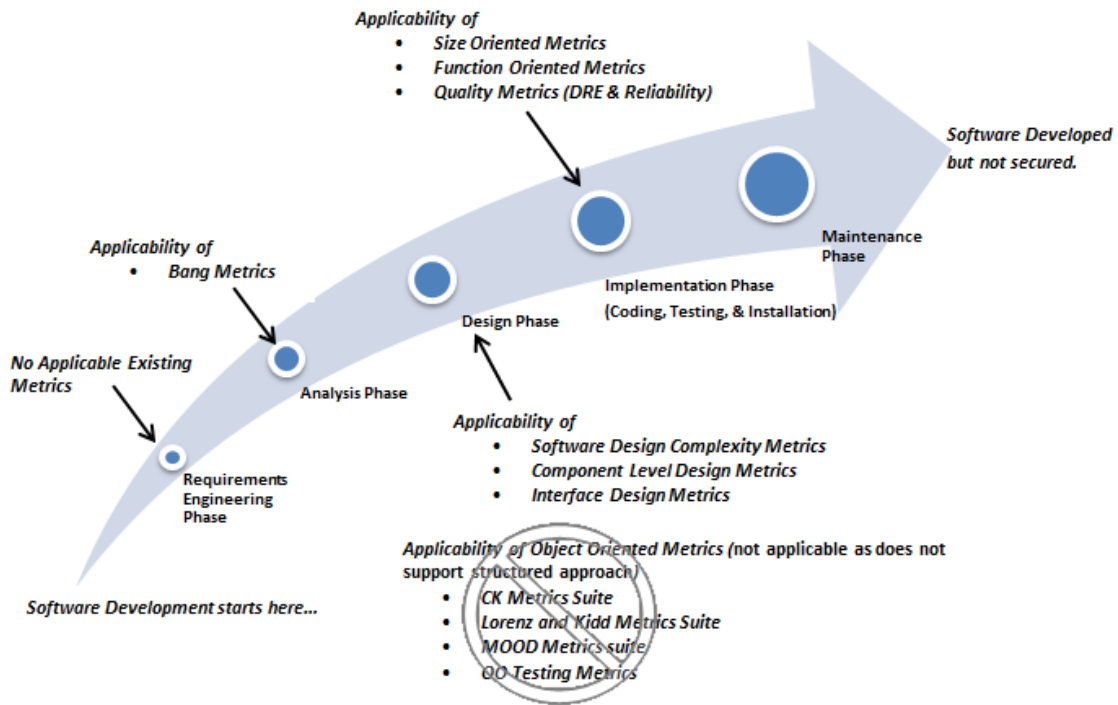 Applicability of
• Size Oriented Metrics
• Function Oriented Metrics
• Quality Metrics (DRE & Reliability)
Software Developed
but not secured.
Maintenance
Phase
Applicability of
• Bang Metrics
Implementation Phase
(Coding, Testing, & Installation)
Design Phase
No Applicable Existing
Metrics
Analysis Phase
Applicability of
• Software Design Complexity Metrics
• Component Level Design Metrics
• Interface Design Metrics
Requirements
Engineering
Phase
Applicability of Object Oriented Metrics (not applicable as does not
support structured approach)
• CK Metrics Suite
• Lorenz and Kidd Metrics Suite
• MOOD Metrics suite
• OO Testing Metrics
Software Development starts here...